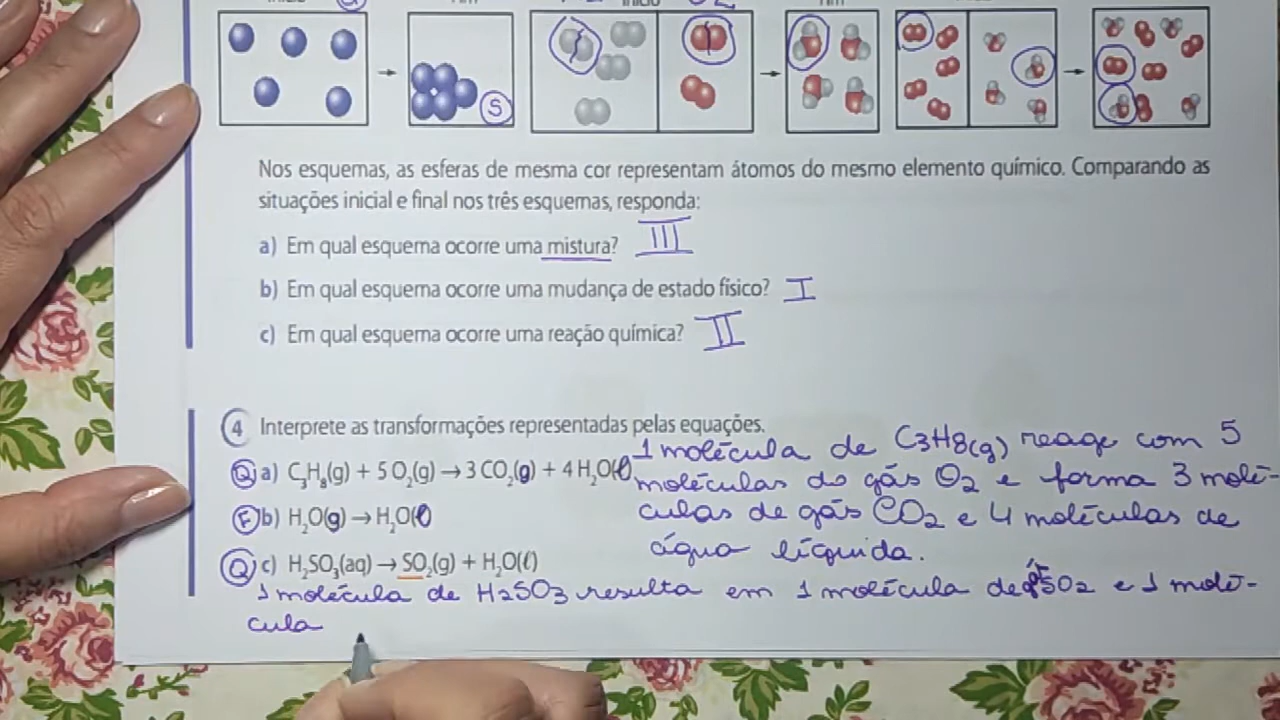 S
Nos esquemas, as esferas de mesma cor representam átomos do mesmo elemento químico. Comparando as
situações inicial e final nos três esquemas, responda:
a) Em qual esquema ocorre uma mistura? III
b) Em qual esquema ocorre uma mudança de estado físico? I
c) Em qual esquema ocorre uma reação química? II
4 Interprete as transformações representadas pelas equações.
Q a) C₃H₈(g) + 5 O₂(g) → 3 CO₂(g) + 4 H₂O(ℓ)
1 molécula de C3H8(g) reage com 5
moléculas do gás O2 e forma 3 molé-
culas de gás CO2 e 4 moléculas de
água líquida.
F b) H₂O(g) → H₂O(ℓ)
Q c) H₂SO₃(aq) → SO₂(g) + H₂O(ℓ)
1 molécula de H2SO3 resulta em 1 molécula de SO2 e 1 molé-
cula